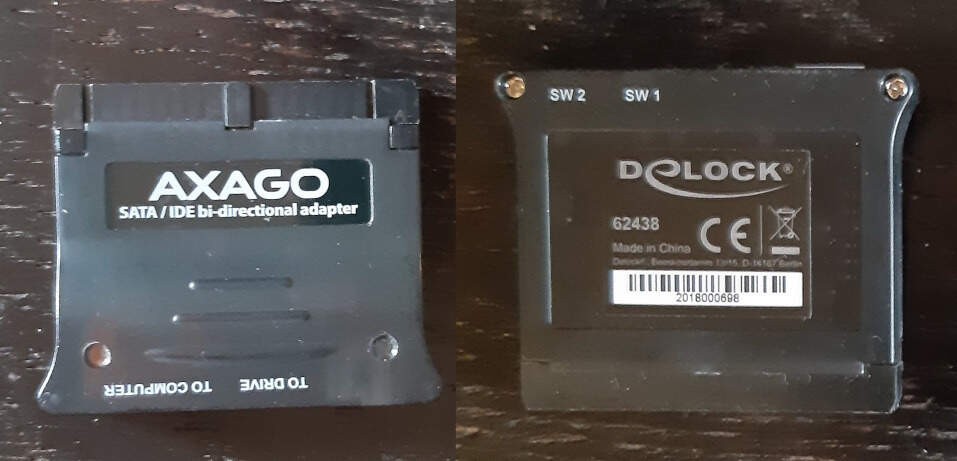 AXAGO
SATA / IDE bi-directional adapter
TO COMPUTER TO DRIVE
SW 2 SW 1
DELOCK®
62438
Made in China
CE
Berlin
2018000698